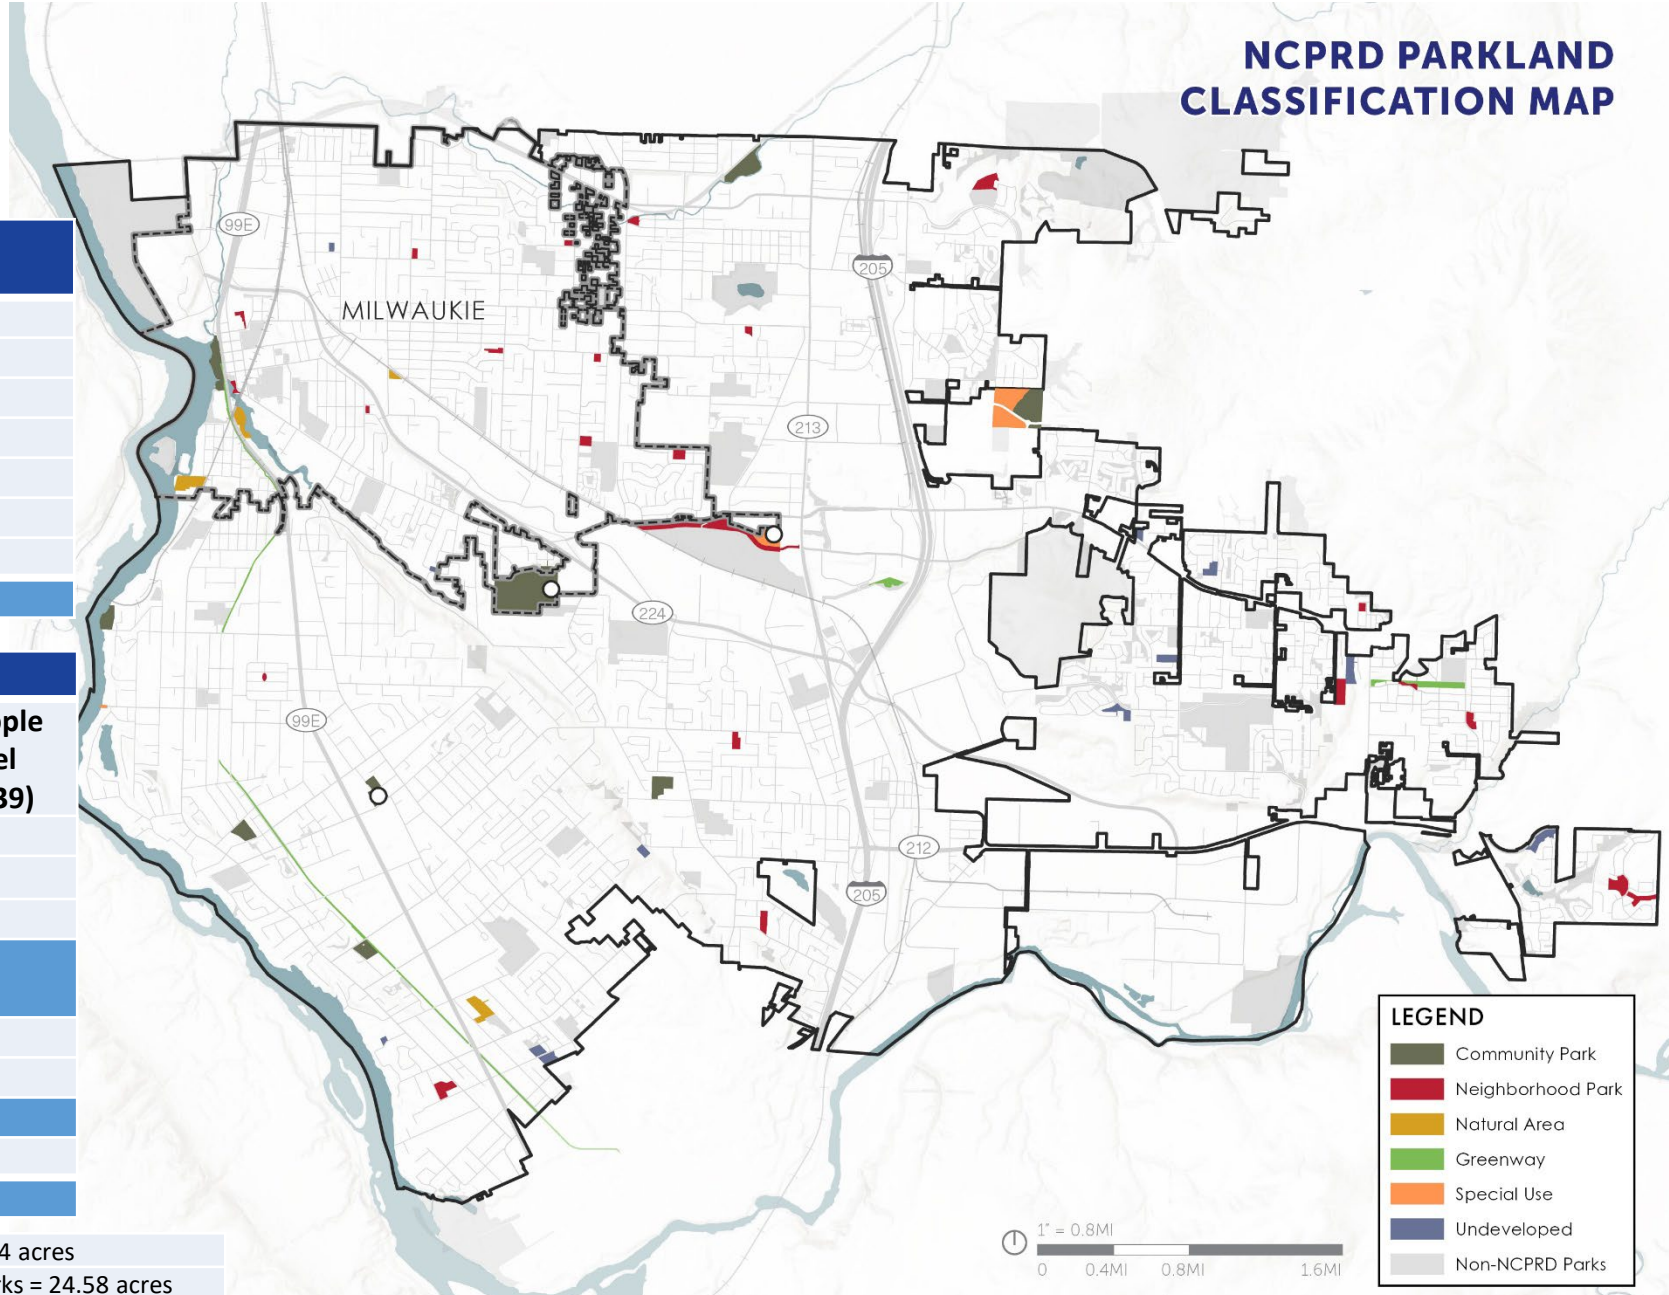 NCPRD PARKLAND
CLASSIFICATION MAP
99E
205
MILWAUKIE
213
224
99E
212
205
el
39)
4 acres
rks = 24.58 acres
LEGEND
Community Park
Neighborhood Park
Natural Area
Greenway
Special Use
Undeveloped
Non-NCPRD Parks
1" = 0.8MI
0 0.4MI 0.8MI 1.6MI